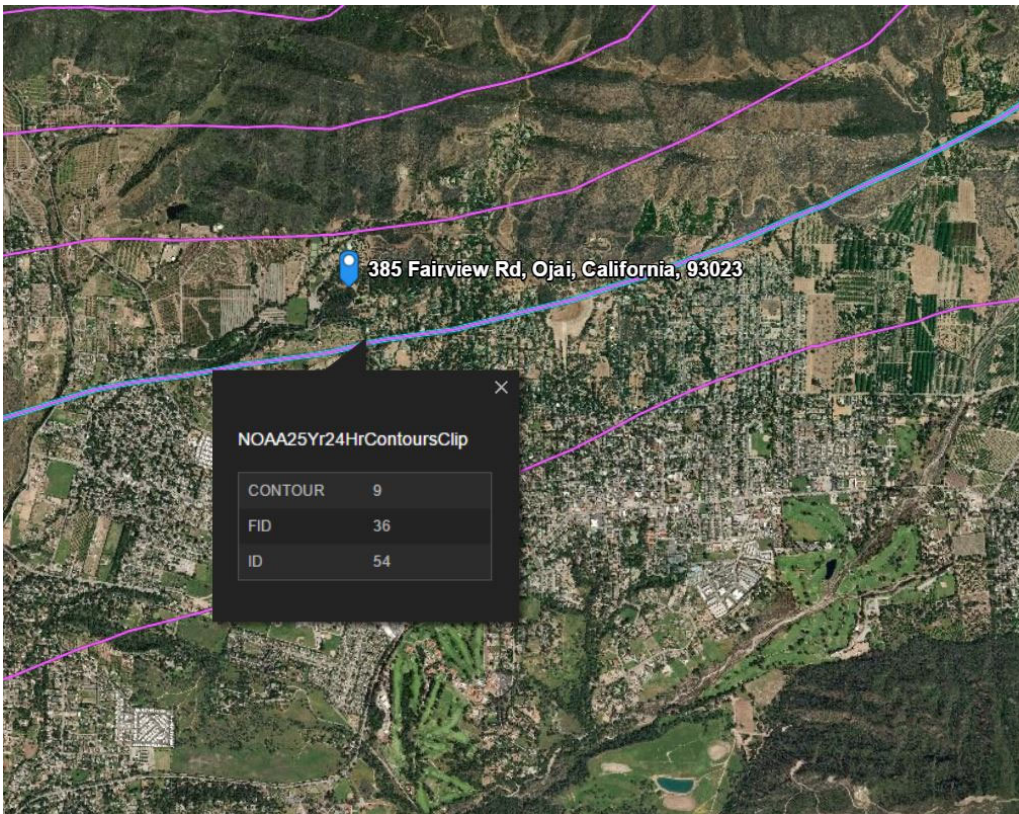 385 Fairview Rd, Ojai, California, 93023
×
NOAA25Yr24HrContoursClip
CONTOUR 9
FID 36
ID 54